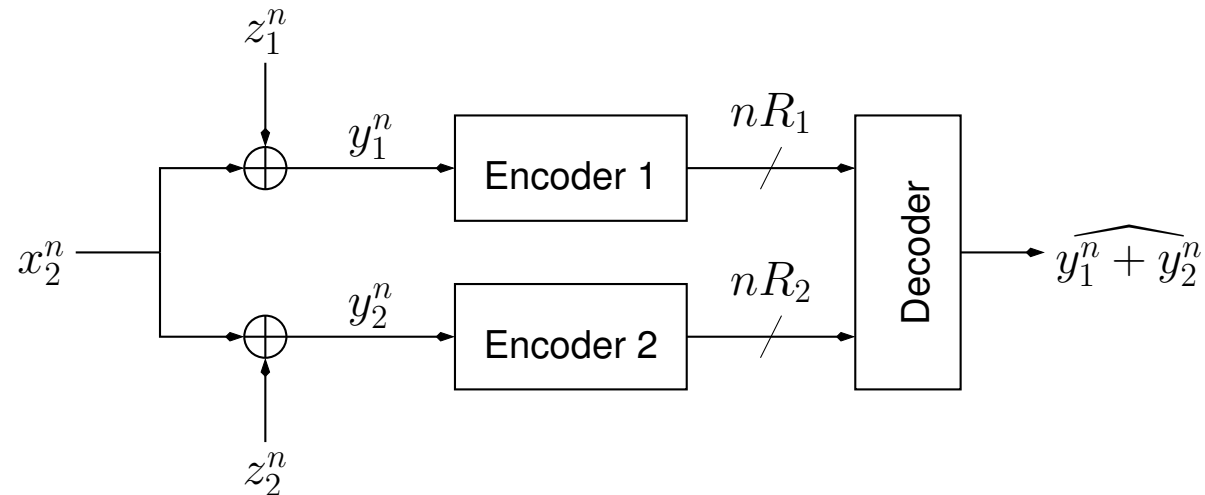 z_1^n
y_1^n
Encoder 1
nR_1
x_2^n
Decoder
\widehat{y_1^n + y_2^n}
y_2^n
Encoder 2
nR_2
z_2^n